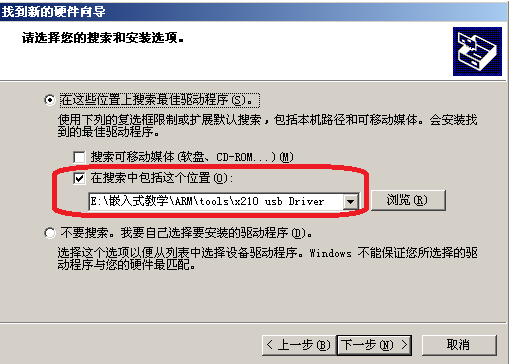 找到新的硬件向导
请选择您的搜索和安装选项。
在这些位置上搜索最佳驱动程序(S)。
使用下列的复选框限制或扩展默认搜索，包括本机路径和可移动媒体。会安装找
到的最佳驱动程序。
搜索可移动媒体(软盘、CD-ROM...)(M)
在搜索中包括这个位置(O):
E:\嵌入式教学\ARM\tools\x210 usb Driver
浏览(R)
不要搜索。我要自己选择要安装的驱动程序(D)。
选择这个选项以便从列表中选择设备驱动程序。Windows 不能保证您所选择的驱
动程序与您的硬件最匹配。
< 上一步(B) 下一步(N) > 取消